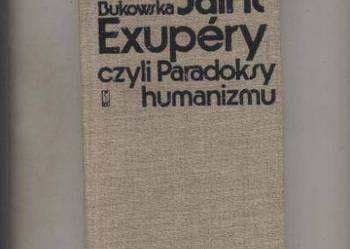 Bukowska Saint
Exupéry
czyli Paradoksy
humanizmu